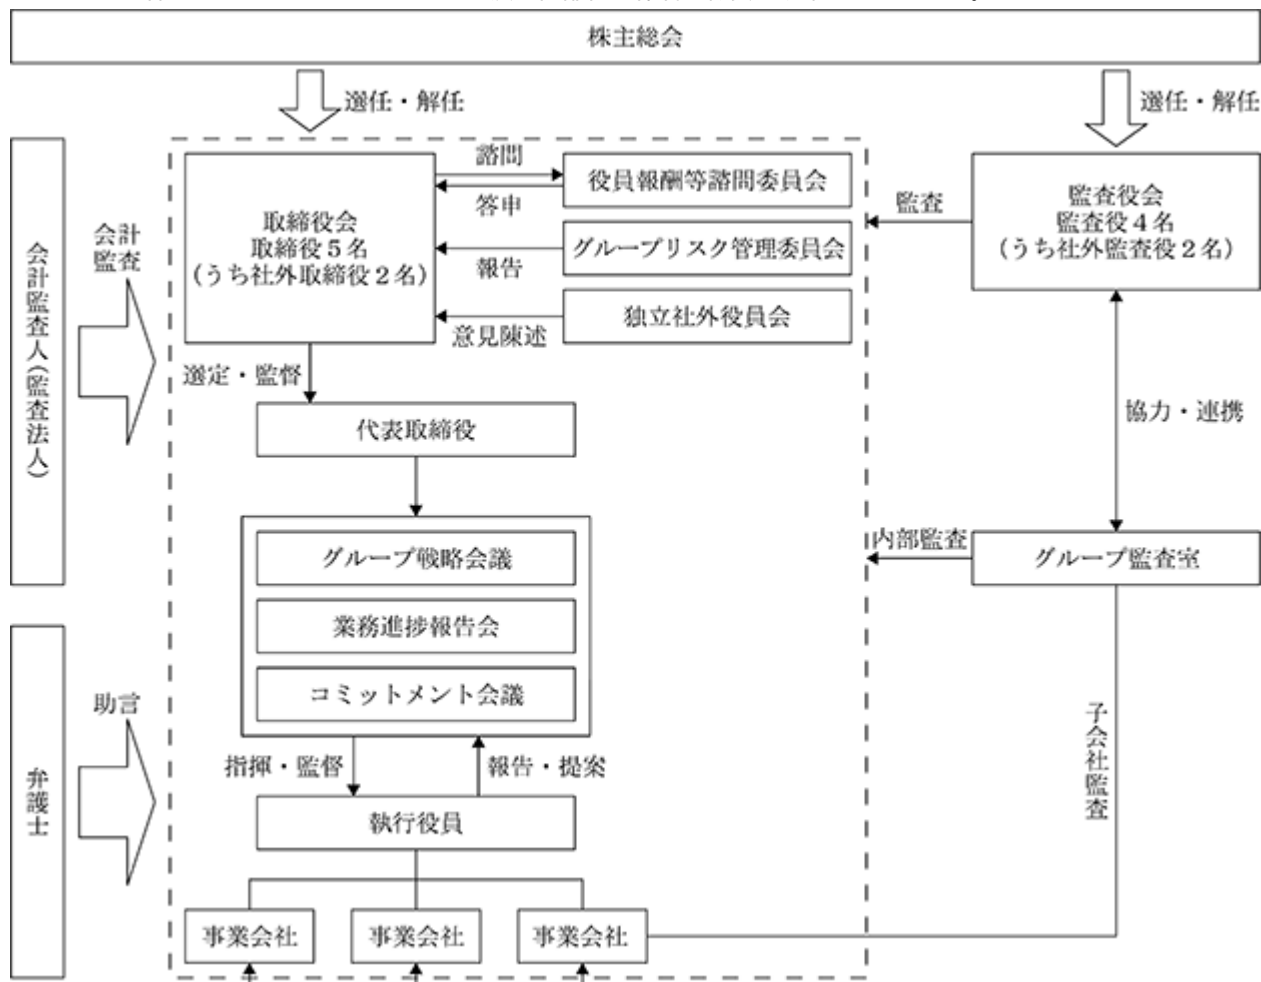 株主総会
選任・解任
選任・解任
会計監査人(監査法人)
会計
監査
取締役会
取締役5名
(うち社外取締役2名)
諮問
答申
報告
意見陳述
役員報酬等諮問委員会
グループリスク管理委員会
独立社外役員会
監査
監査役会
監査役4名
(うち社外監査役2名)
選定・監督
代表取締役
協力・連携
グループ戦略会議
業務進捗報告会
コミットメント会議
内部監査
グループ監査室
弁護士
助言
指揮・監督
報告・提案
執行役員
子会社監査
事業会社
事業会社
事業会社